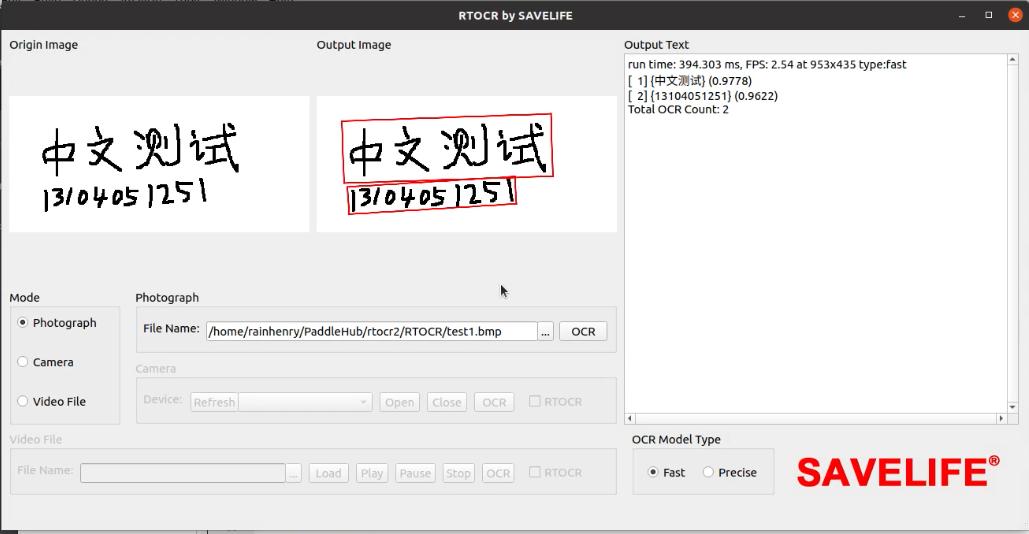 RTOCR by SAVELIFE
Origin Image
Output Image
Output Text
中文测试
13104051251
中文测试
13104051251
run time: 394.303 ms, FPS: 2.54 at 953x435 type:fast
[ 1] {中文测试} (0.9778)
[ 2] {13104051251} (0.9622)
Total OCR Count: 2
Mode
Photograph
Camera
Video File
Photograph
File Name: /home/rainhenry/PaddleHub/rtocr2/RTOCR/test1.bmp ... OCR
Camera
Device: Refresh Open Close OCR RTOCR
Video File
File Name: ... Load Play Pause Stop OCR RTOCR
OCR Model Type
Fast Precise
SAVELIFE®